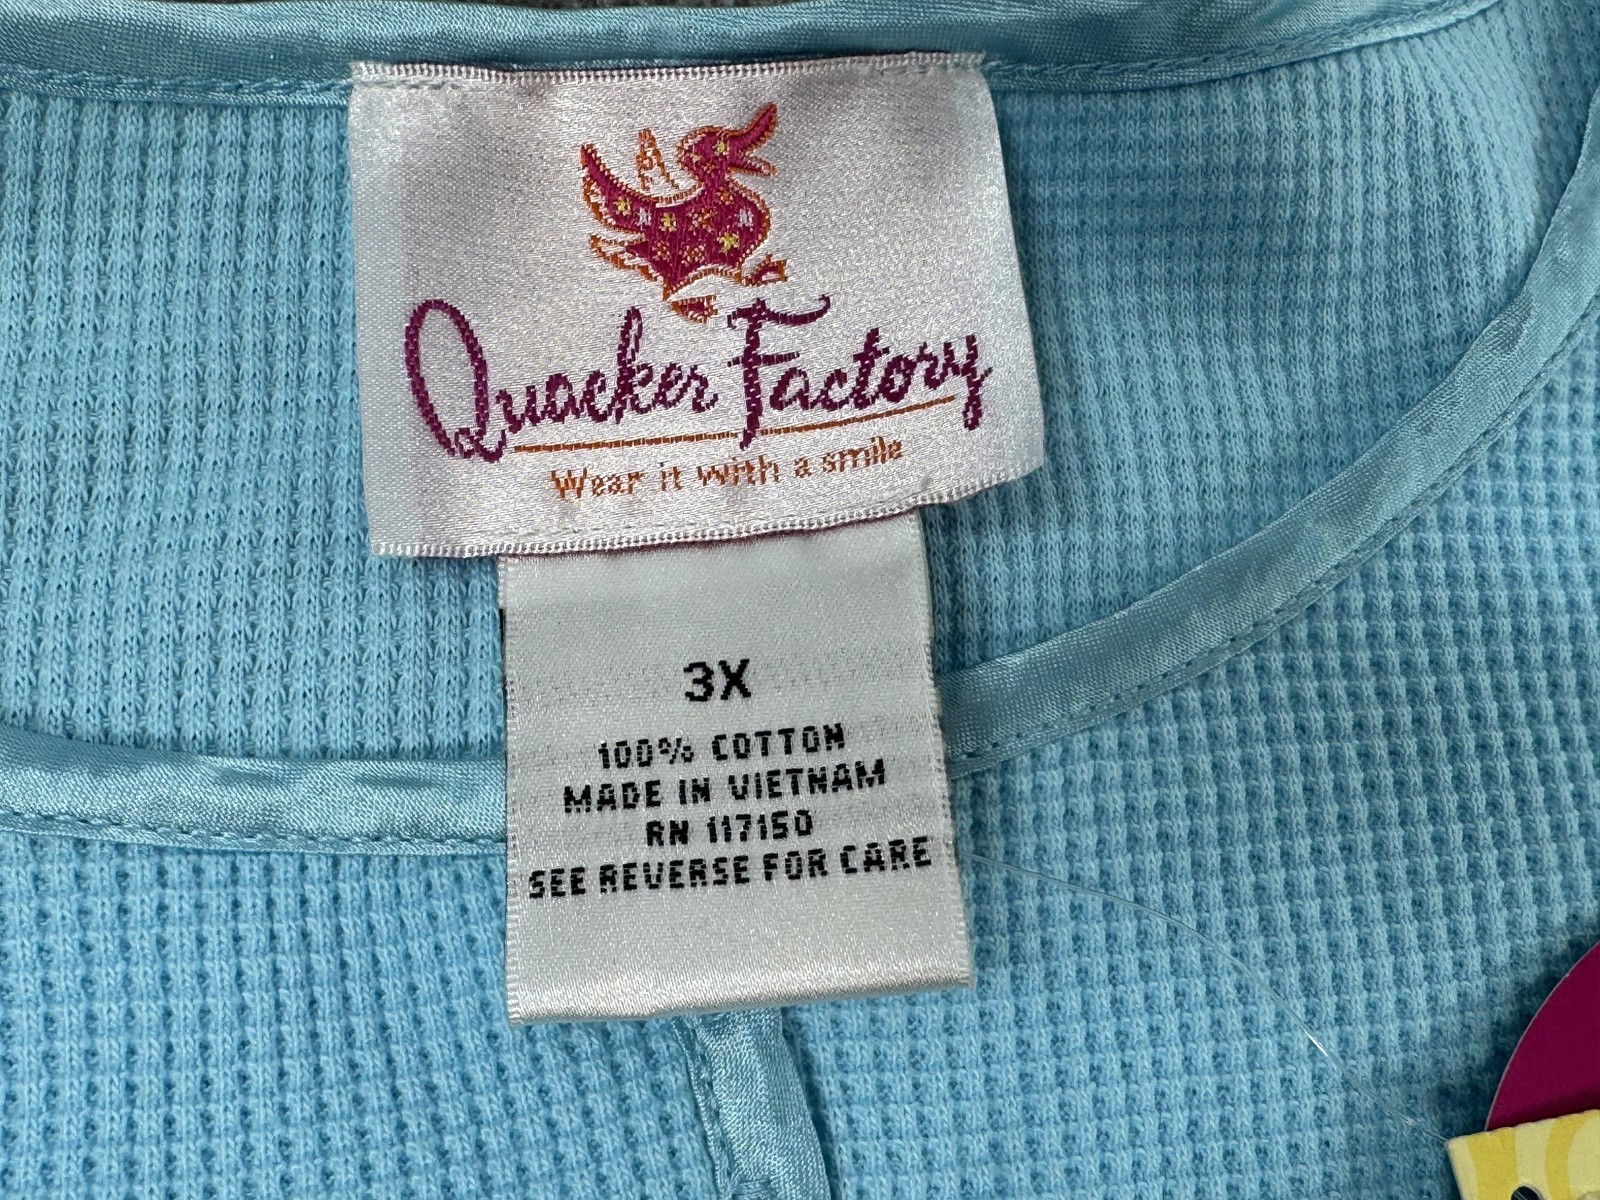 Quacker Factory
Wear it with a smile
3X
100% COTTON
MADE IN VIETNAM
RN 117150
SEE REVERSE FOR CARE